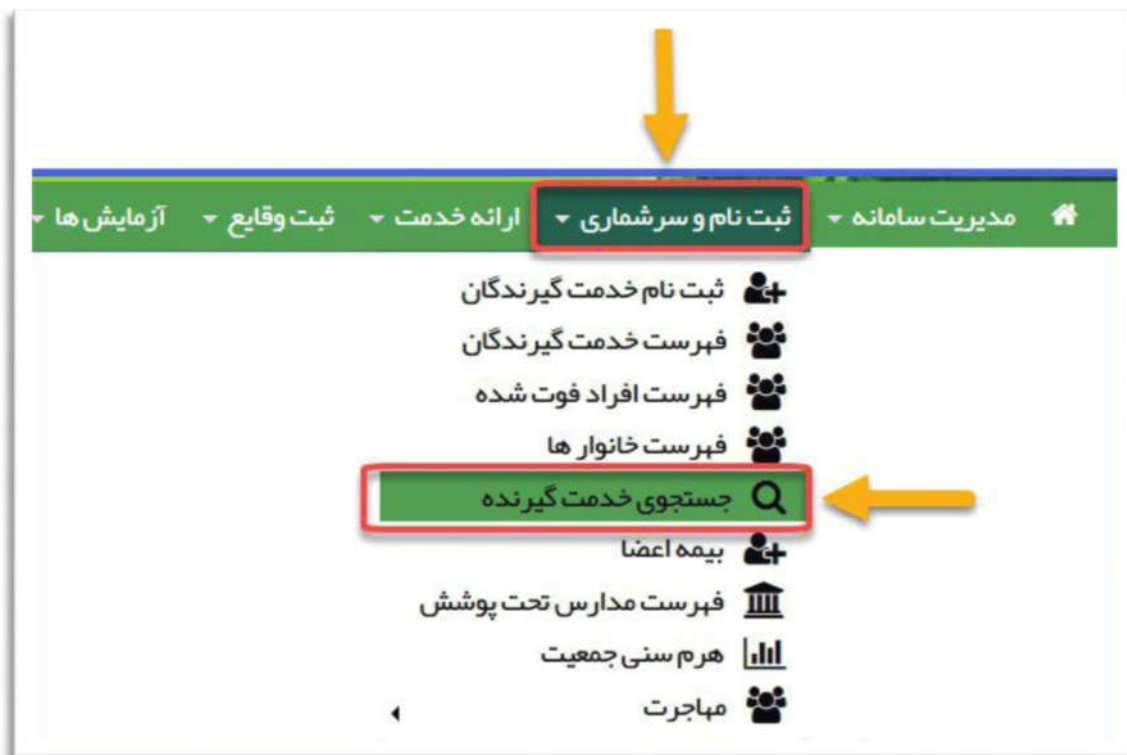 مدیریت سامانه ثبت نام و سرشماری ارائه خدمت ثبت وقایع آزمایش ها
ثبت نام خدمت گیرندگان
فهرست خدمت گیرندگان
فهرست افراد فوت شده
فهرست خانوار ها
جستجوی خدمت گیرنده
بیمه اعضا
فهرست مدارس تحت پوشش
هرم سنی جمعیت
مهاجرت